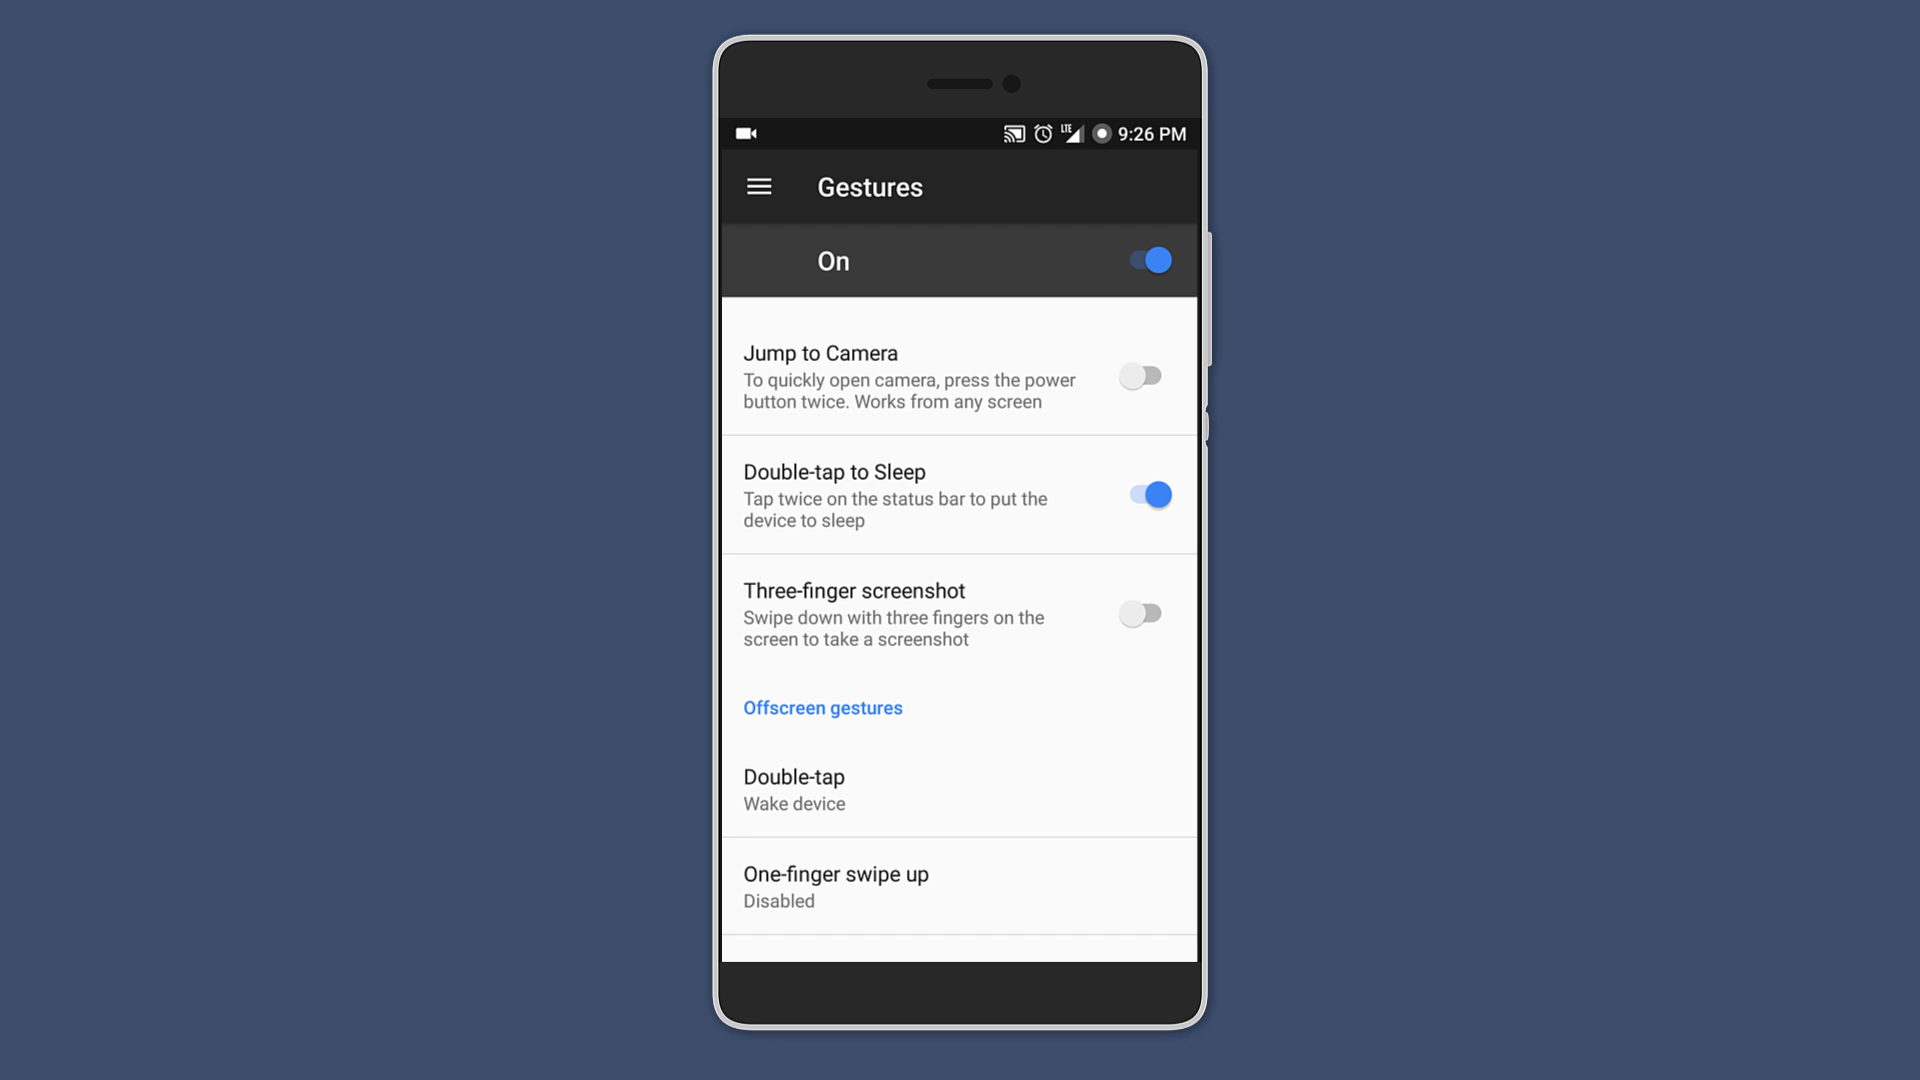 LTE 9:26 PM
Gestures
On
Jump to Camera
To quickly open camera, press the power
button twice. Works from any screen
Double-tap to Sleep
Tap twice on the status bar to put the
device to sleep
Three-finger screenshot
Swipe down with three fingers on the
screen to take a screenshot
Offscreen gestures
Double-tap
Wake device
One-finger swipe up
Disabled